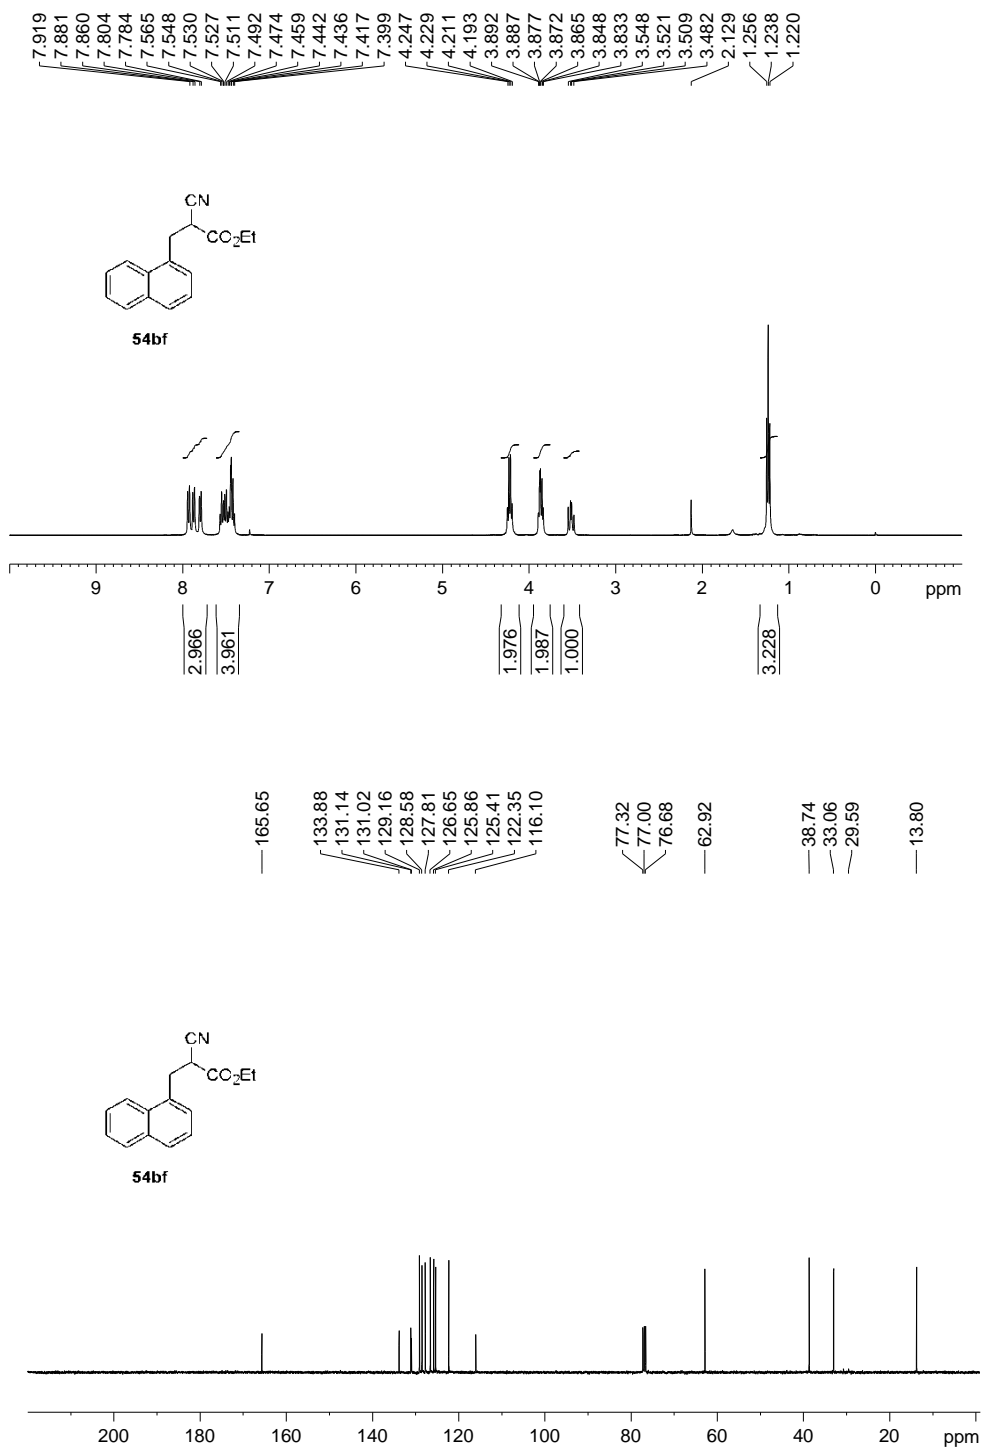 7.919 7.881 7.860 7.804 7.784 7.565 7.548 7.530 7.527 7.511 7.492 7.474 7.459 7.442 7.436 7.417 7.399 4.247 4.229 4.211 4.193 3.892 3.887 3.877 3.872 3.865 3.848 3.833 3.548 3.521 3.509 3.482 2.129 1.256 1.238 1.220
CN
CO2Et
54bf
9 8 7 6 5 4 3 2 1 0 ppm
2.966 3.961 1.976 1.987 1.000 3.228
165.65 133.88 131.14 131.02 129.16 128.58 127.81 126.65 125.86 125.41 122.35 116.10 77.32 77.00 76.68 62.92 38.74 33.06 29.59 13.80
CN
CO2Et
54bf
200 180 160 140 120 100 80 60 40 20 ppm